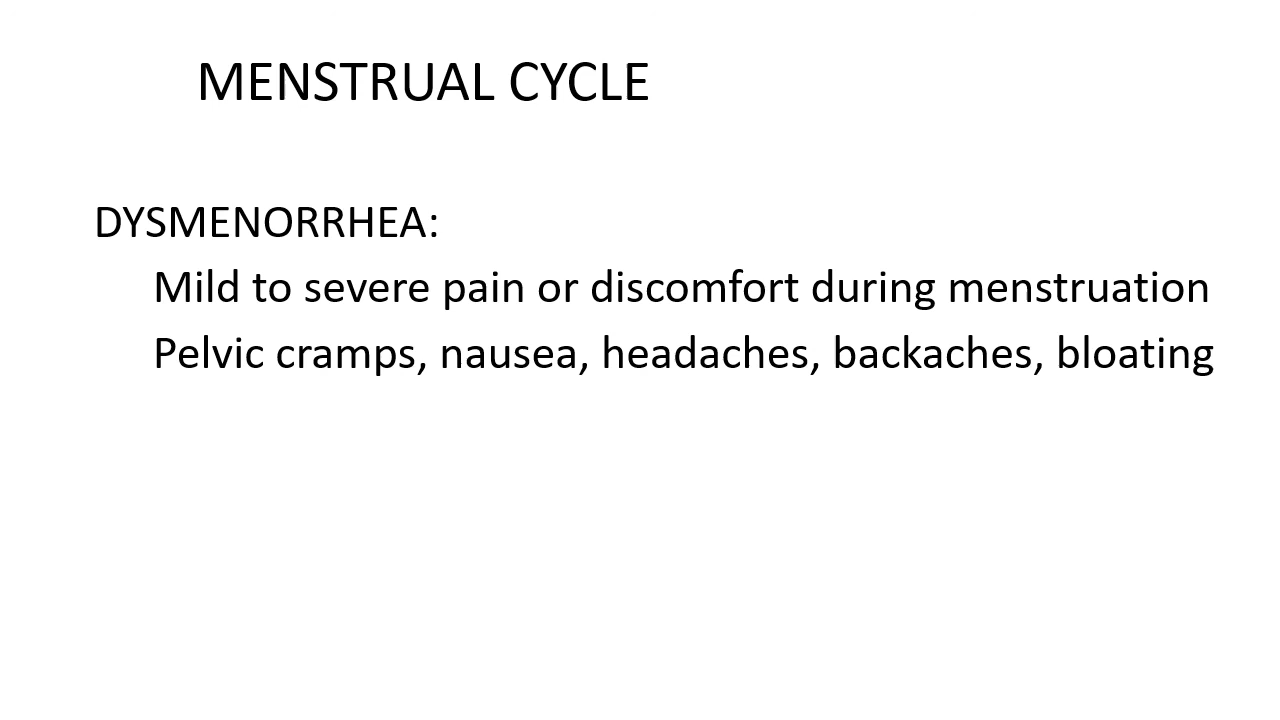 MENSTRUAL CYCLE
DYSMENORRHEA:
Mild to severe pain or discomfort during menstruation
Pelvic cramps, nausea, headaches, backaches, bloating